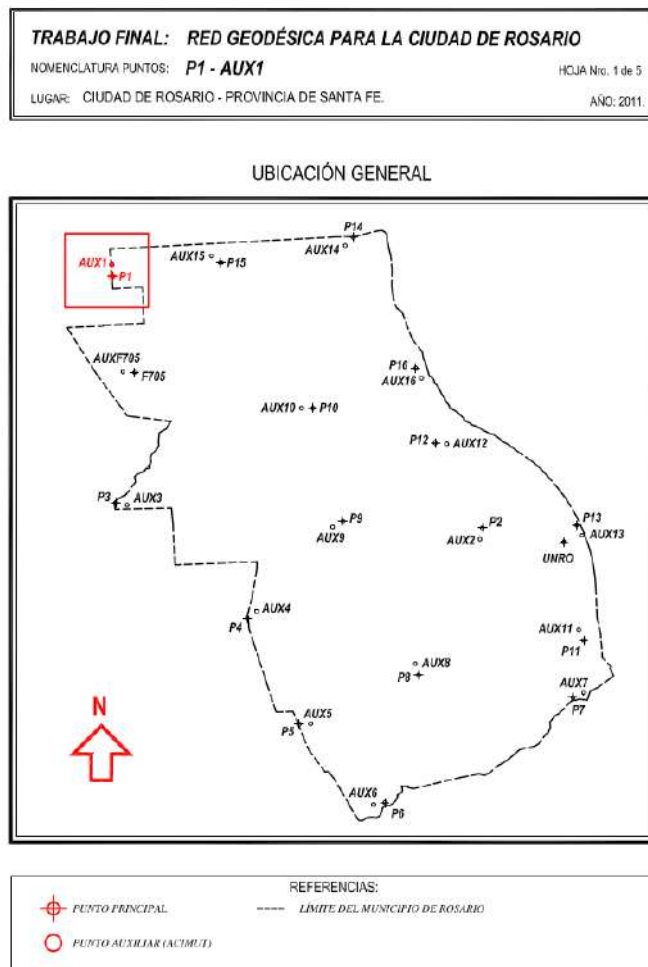 TRABAJO FINAL: RED GEODÉSICA PARA LA CIUDAD DE ROSARIO
NOMENCLATURA PUNTOS: P1 - AUX1
HOJA Nro. 1 de 5
LUGAR: CIUDAD DE ROSARIO - PROVINCIA DE SANTA FE.
AÑO: 2011.
UBICACIÓN GENERAL
P14
AUX14
AUX15
P15
AUX1
P1
AUXF705
F705
P16
AUX16
AUX10
P10
P12
AUX12
P3
AUX3
P9
AUX9
P2
AUX2
P13
AUX13
UNRO
AUX4
P4
AUX11
P11
AUX8
P8
AUX7
P7
N
AUX5
P5
AUX6
P6
REFERENCIAS:
PUNTO PRINCIPAL
LÍMITE DEL MUNICIPIO DE ROSARIO
PUNTO AUXILIAR (ACIMUT)